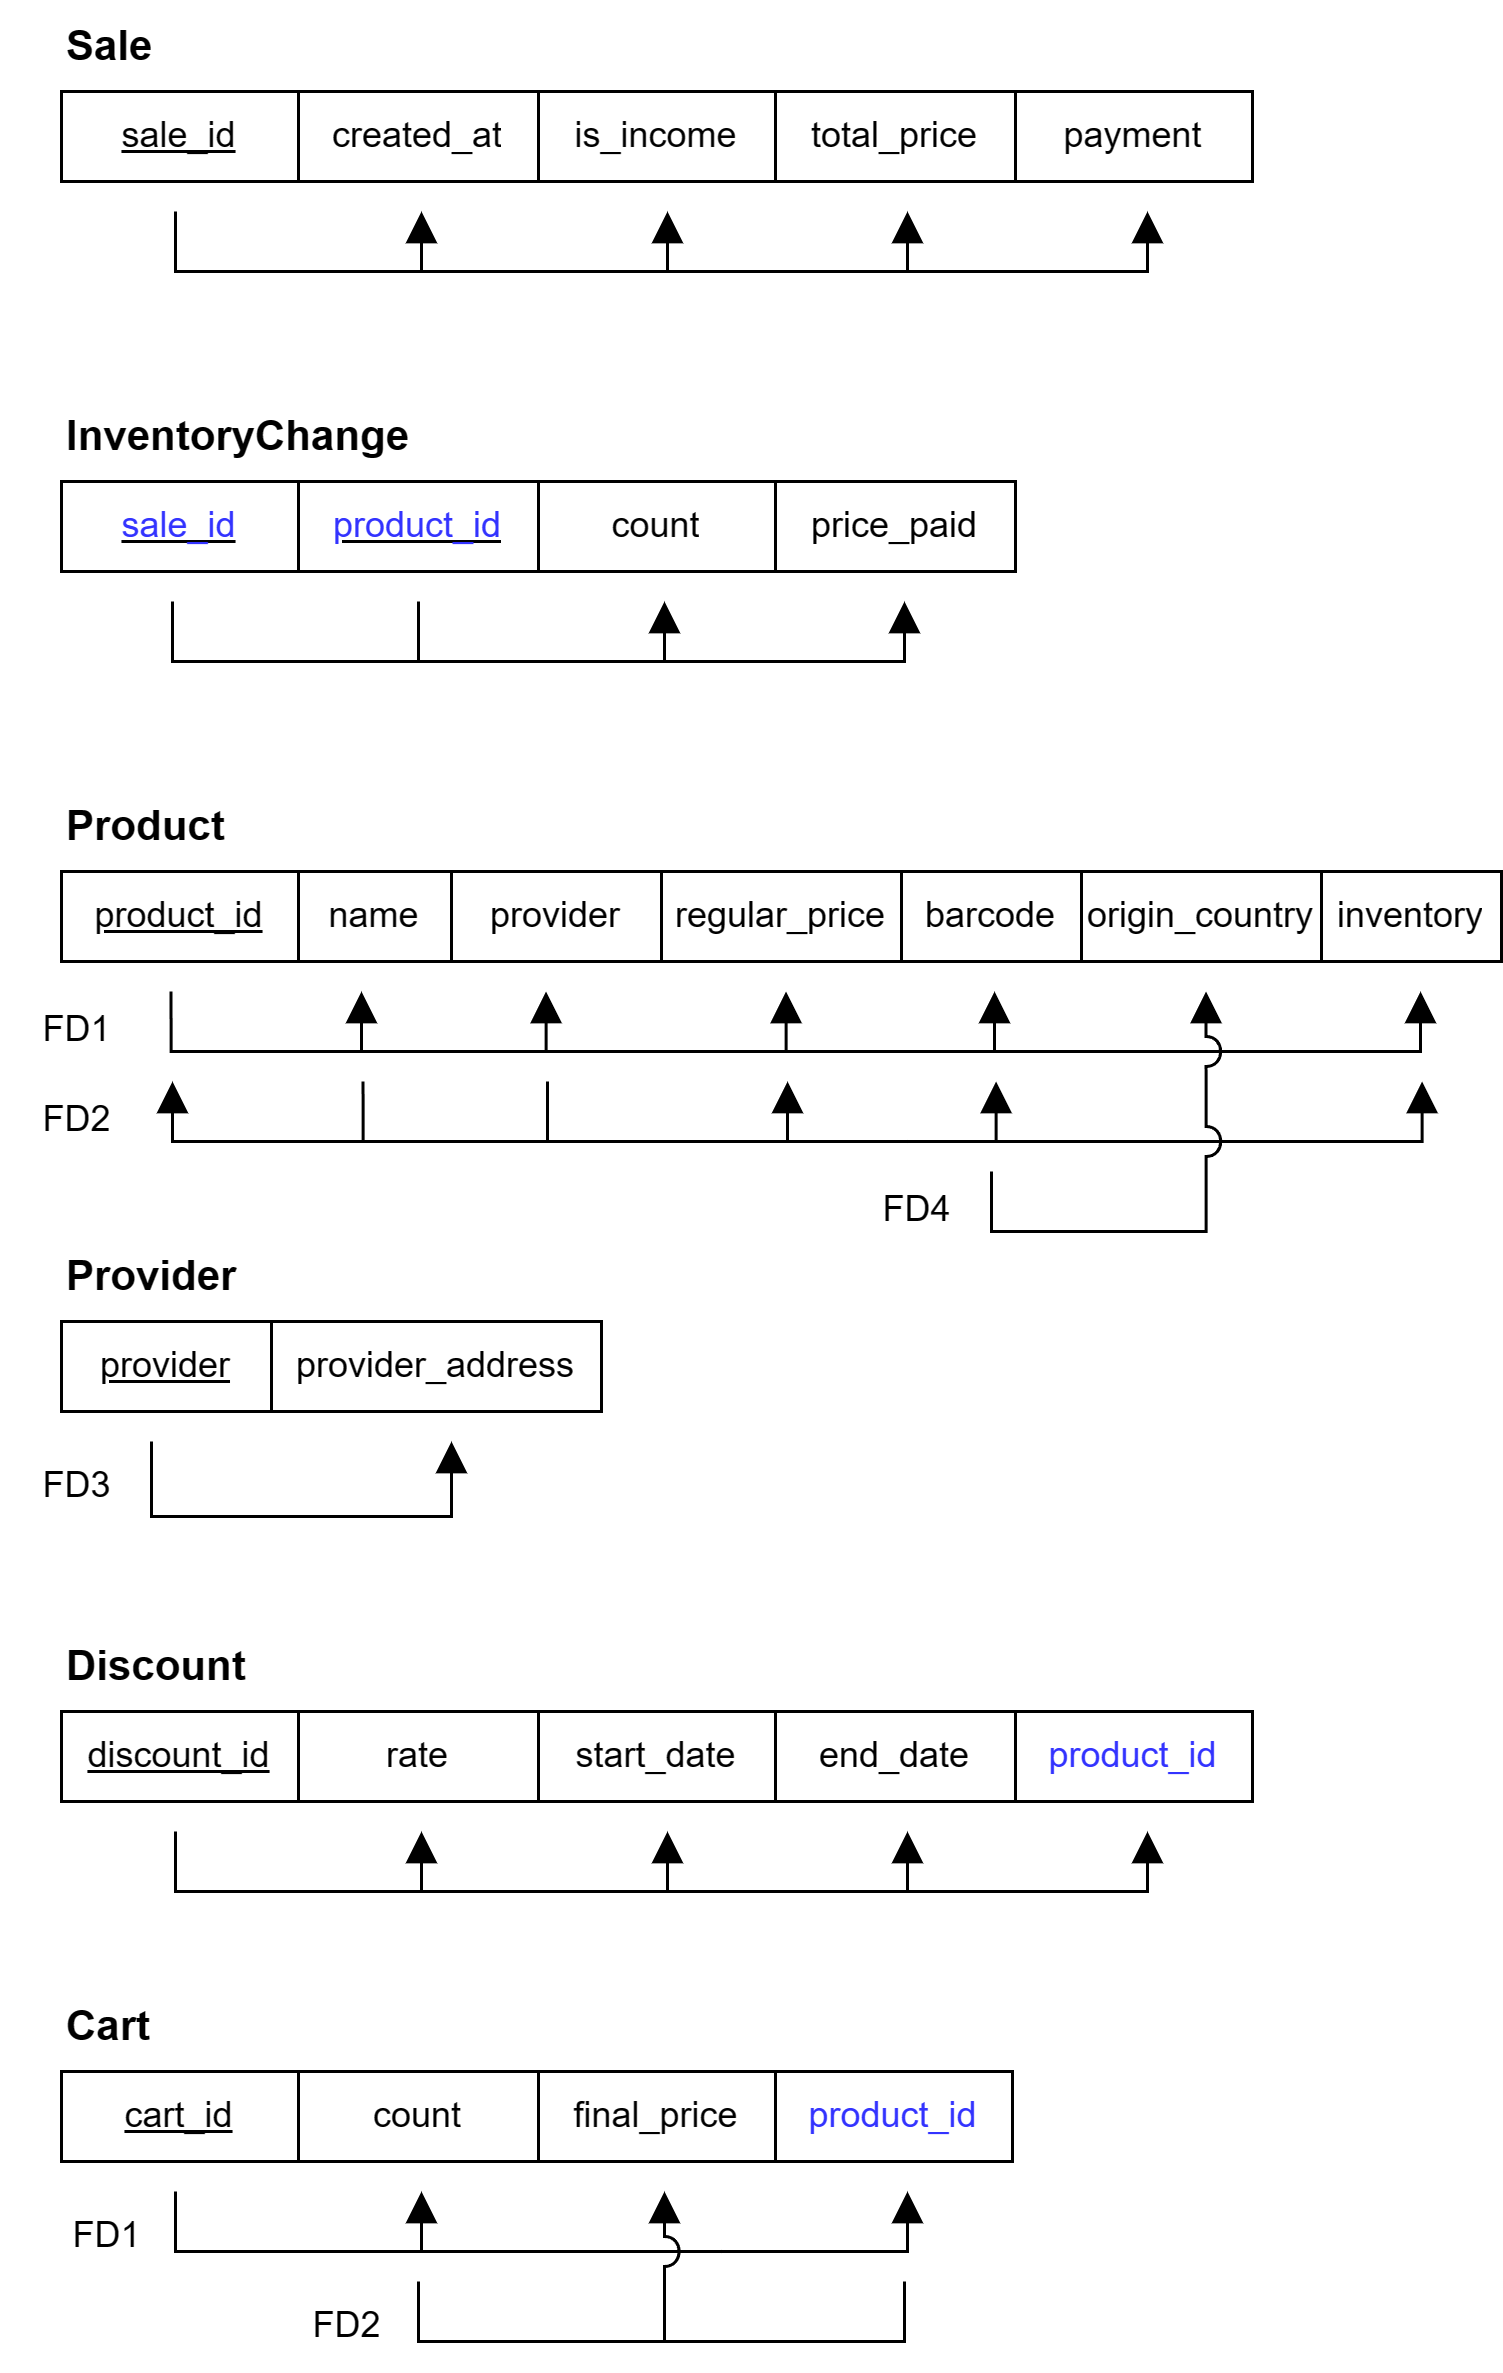 Sale
sale_id created_at is_income total_price payment
InventoryChange
sale_id product_id count price_paid
Product
product_id name provider regular_price barcode origin_country inventory
FD1
FD2
FD4
Provider
provider provider_address
FD3
Discount
discount_id rate start_date end_date product_id
Cart
cart_id count final_price product_id
FD1
FD2